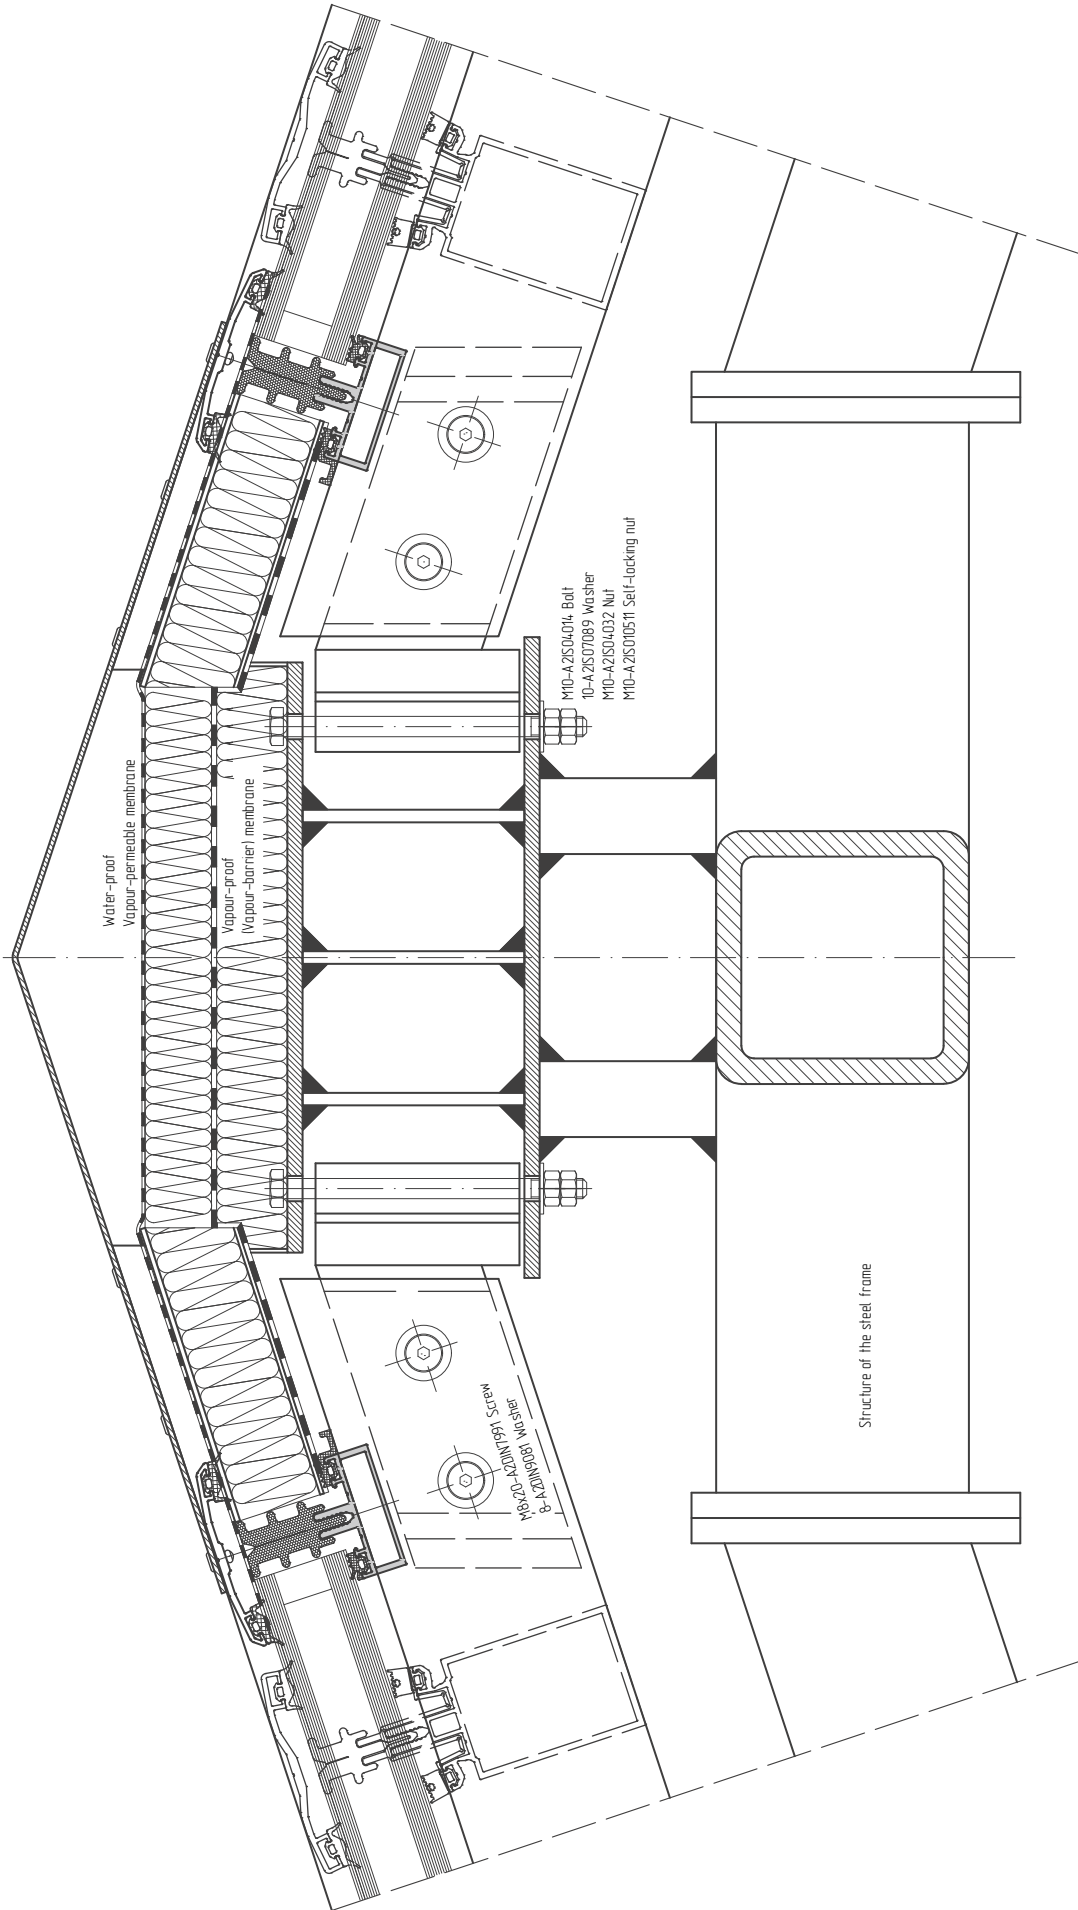 Water-proof
Vapour-permeable membrane
Vapour-proof
(Vapour-barrier) membrane
M10-A2ISO4014 Bolt
10-A2ISO7089 Washer
M10-A2ISO4032 Nut
M10-A2ISO10511 Self-locking nut
M8x20-A2DIN7991 Screw
8-A2DIN9081 Washer
Structure of the steel frame